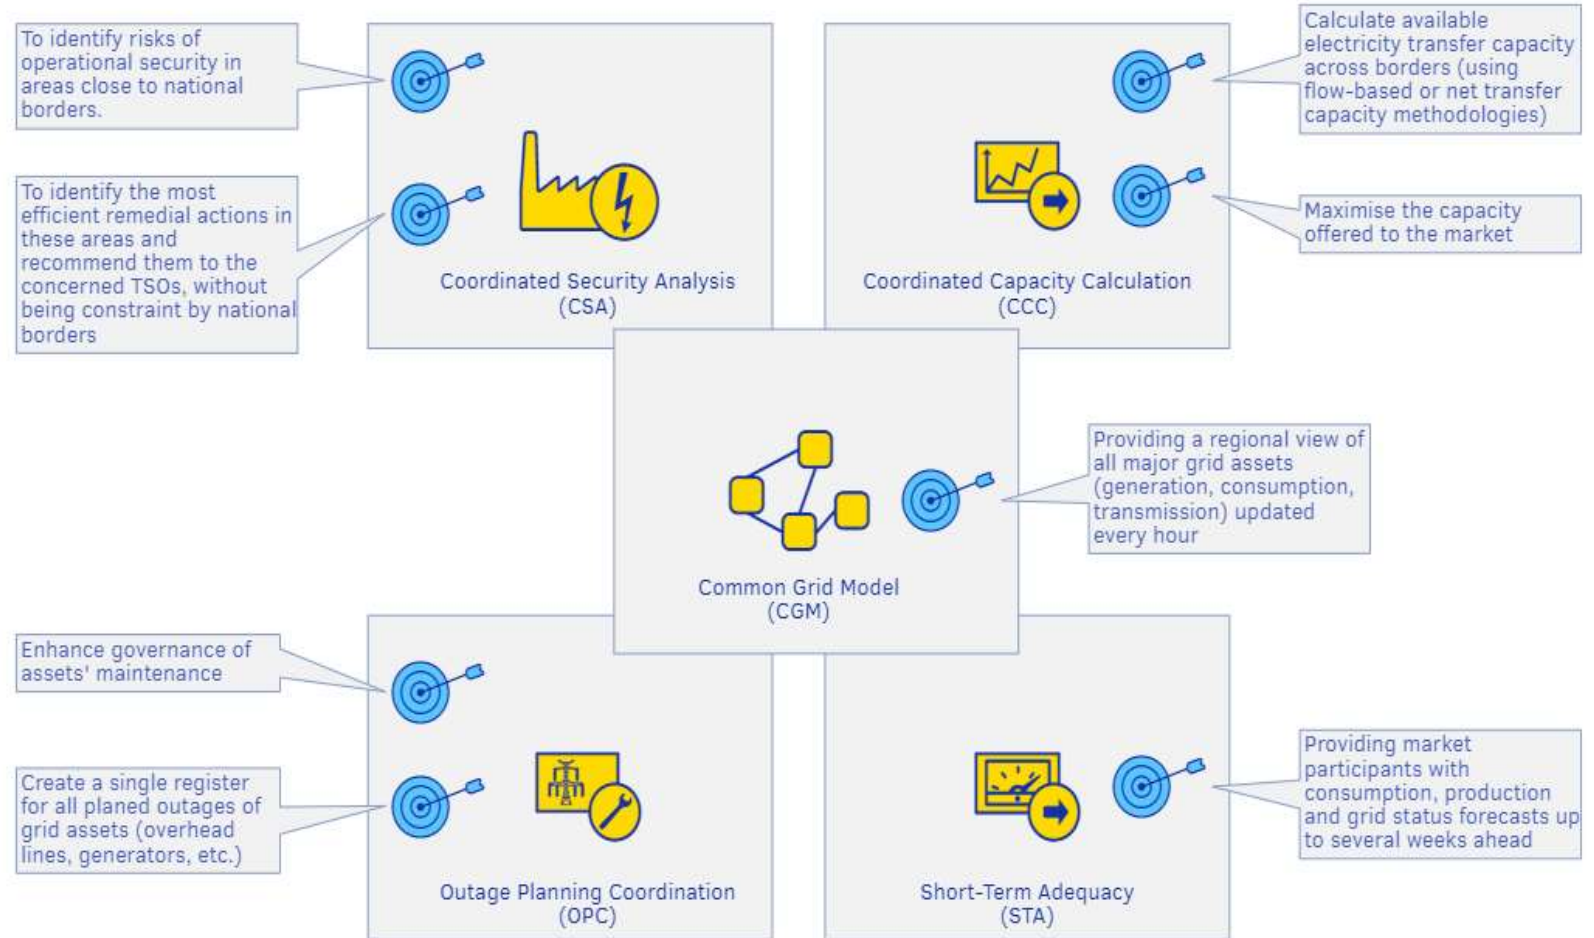 To identify risks of
operational security in
areas close to national
borders.
To identify the most
efficient remedial actions in
these areas and
recommend them to the
concerned TSOs, without
being constraint by national
borders
Coordinated Security Analysis
(CSA)
Coordinated Capacity Calculation
(CCC)
Calculate available
electricity transfer capacity
across borders (using
flow-based or net transfer
capacity methodologies)
Maximise the capacity
offered to the market
Common Grid Model
(CGM)
Providing a regional view of
all major grid assets
(generation, consumption,
transmission) updated
every hour
Enhance governance of
assets' maintenance
Create a single register
for all planed outages of
grid assets (overhead
lines, generators, etc.)
Outage Planning Coordination
(OPC)
Short-Term Adequacy
(STA)
Providing market
participants with
consumption, production
and grid status forecasts up
to several weeks ahead